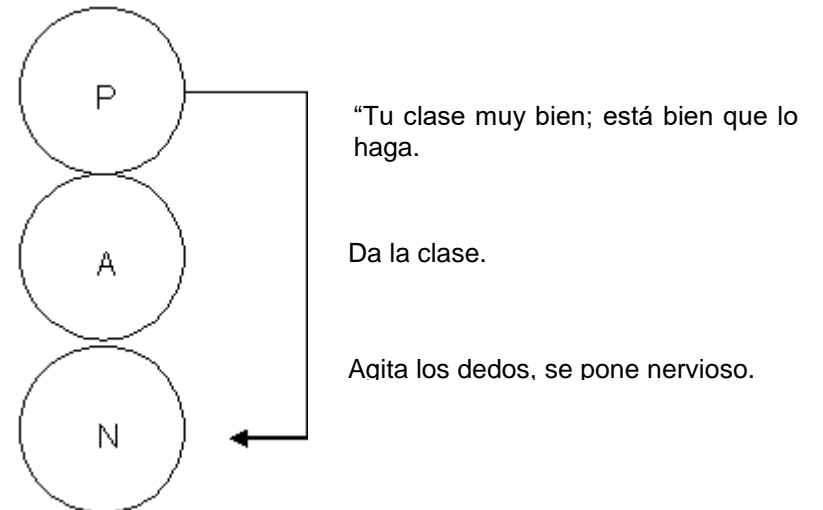 P
“Tu clase muy bien; está bien que lo
haga.
A
Da la clase.
Agita los dedos, se pone nervioso.
N